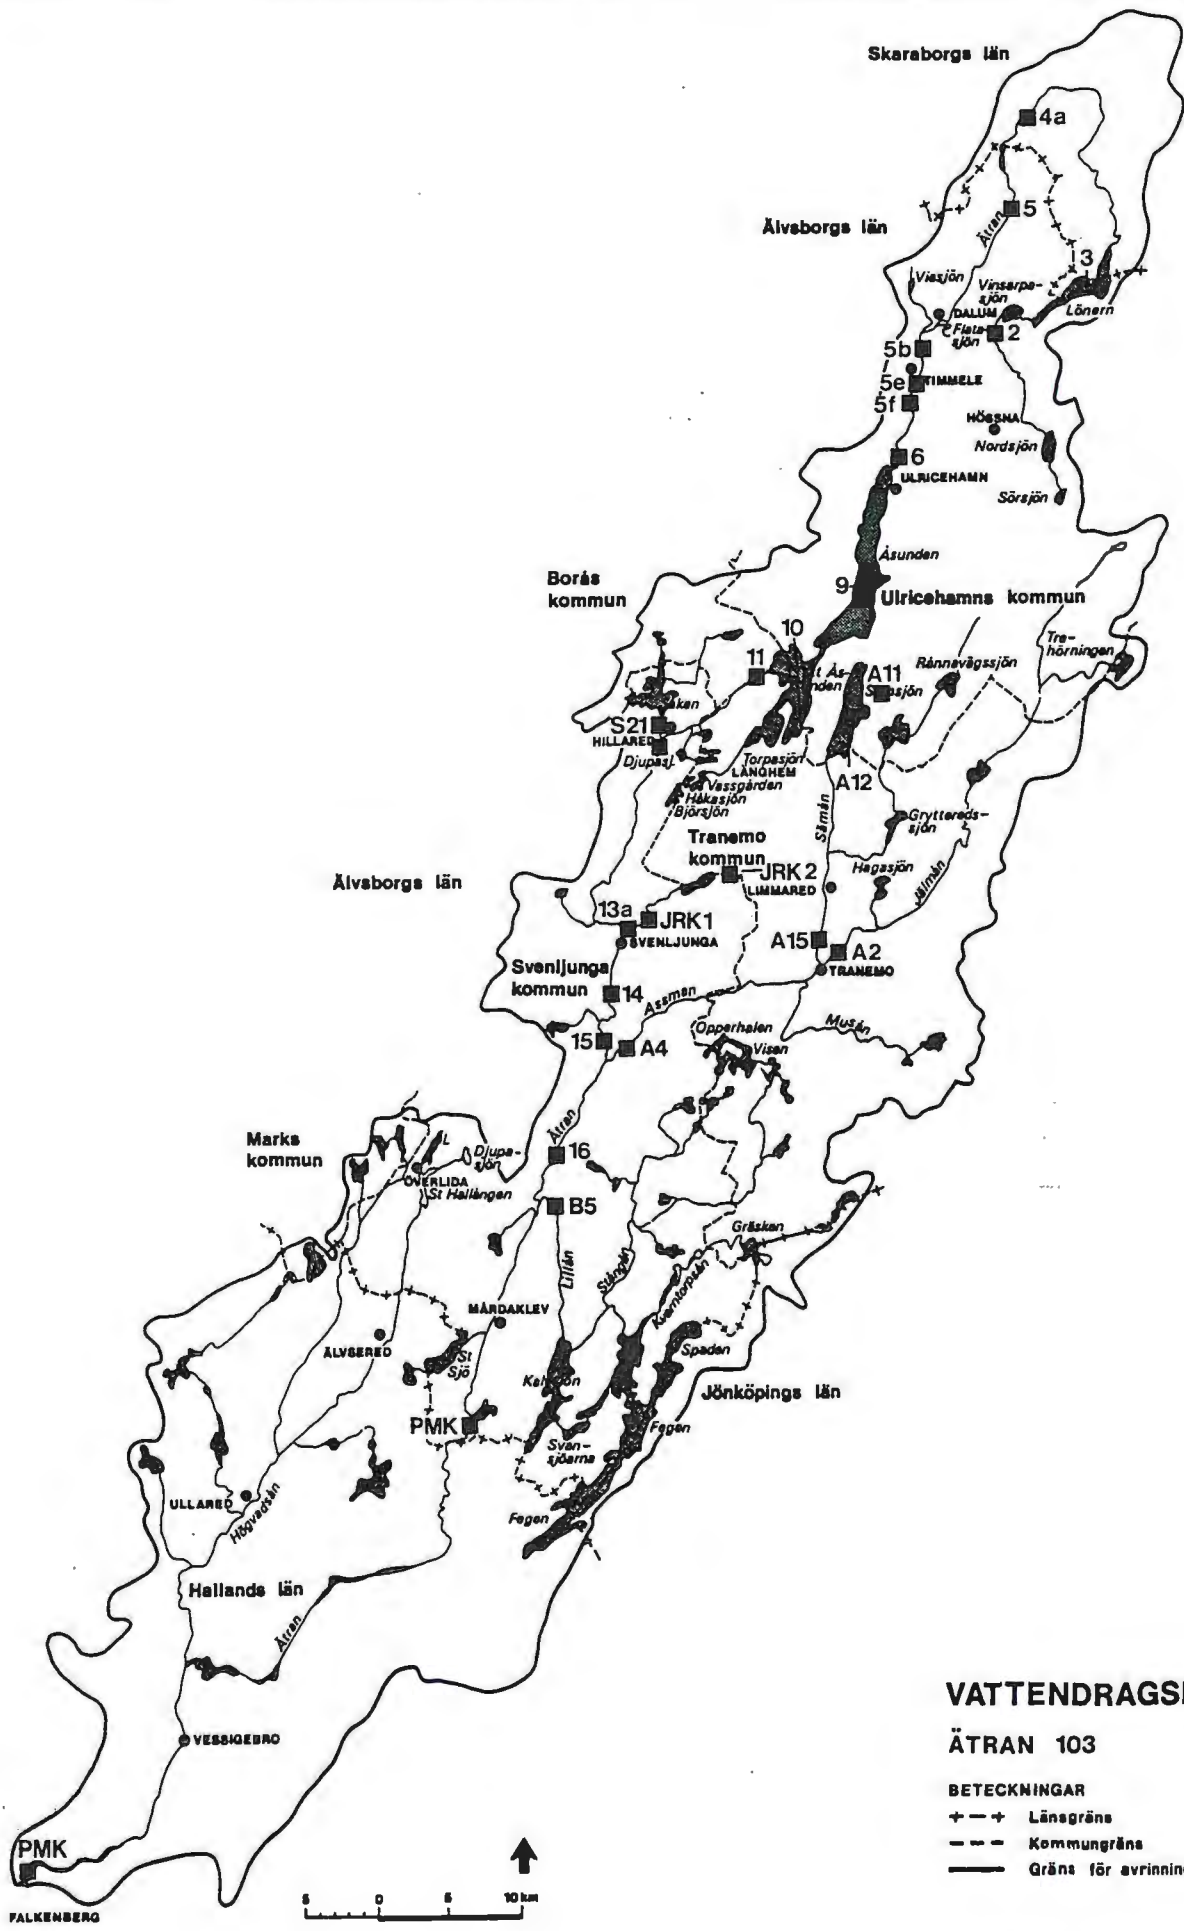 Skaraborgs län
4a
Älvsborgs län
5
Ätran
3
Viasjön
Vinsarpa-
sjön
DALUM
Lönern
Flata
sjön
2
5b
5e
TIMMELE
5f
HÖSSNA
Nordsjön
6
ULRICEHAMN
Sörsjön
Åsunden
Borås
kommun
9
Ulricehamns kommun
10
Tre-
hörningen
11
Rånnavägssjön
A11
S21
HILLARED
Djupasj.
Torpasjön
LÅNGHEM
Vassgården
A12
Håkasjön
Björsjön
Sämån
Gryttereds-
sjön
Tranemo
kommun
JRK 2
LIMMARED
Hagasjön
Jälmån
Älvsborgs län
13a
JRK1
SVENLJUNGA
A15
A2
TRANEMO
Svenljunga
kommun
14
Assman
Musån
Opperhalen
Visen
15
A4
Ätran
Marks
kommun
Djupa-
sjön
16
ÖVERLIDA
St Hallången
B5
Gräsken
Lillån
Stångån
Kverntorpsån
MÅRDAKLEV
ÄLVSERED
St
Sjö
Spaden
Jönköpings län
PMK
Fegen
Sven-
sjöarna
ULLARED
Högvadsån
Fegen
Hallands län
Ätran
VESSIGEBRO
PMK
FALKENBERG
5 0 5 10 km
VATTENDRAGS
ÄTRAN 103
BETECKNINGAR
Länsgräns
Kommungräns
Gräns för avrinnin